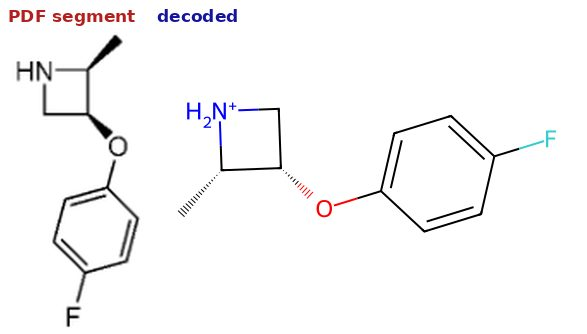 PDF segment decoded
HN
O
F
H2N+
O
F